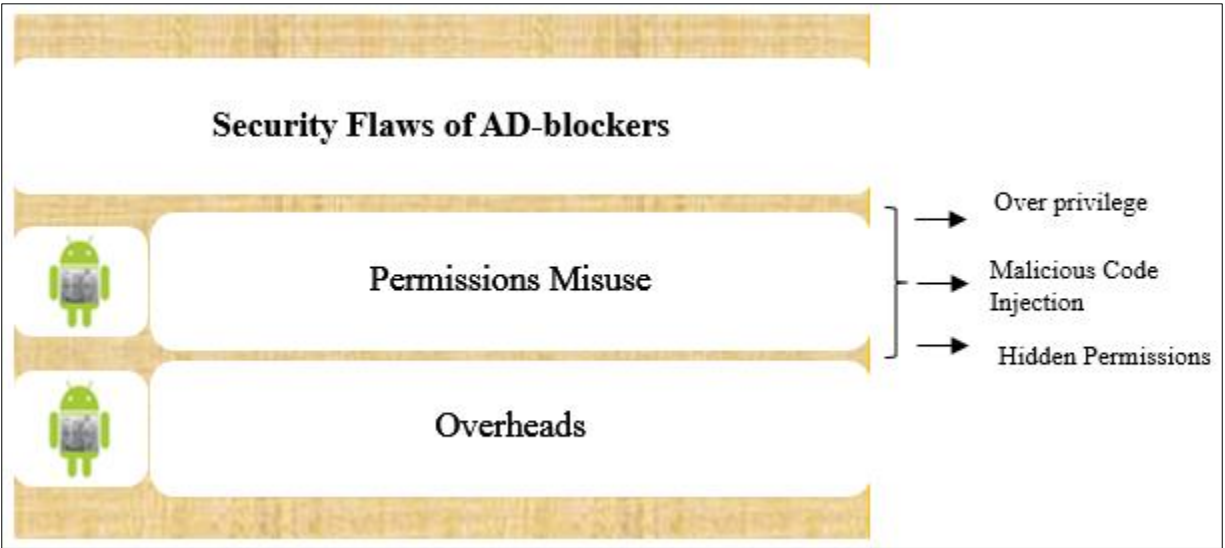 Security Flaws of AD-blockers
Permissions Misuse
Overheads
Over privilege
Malicious Code
Injection
Hidden Permissions